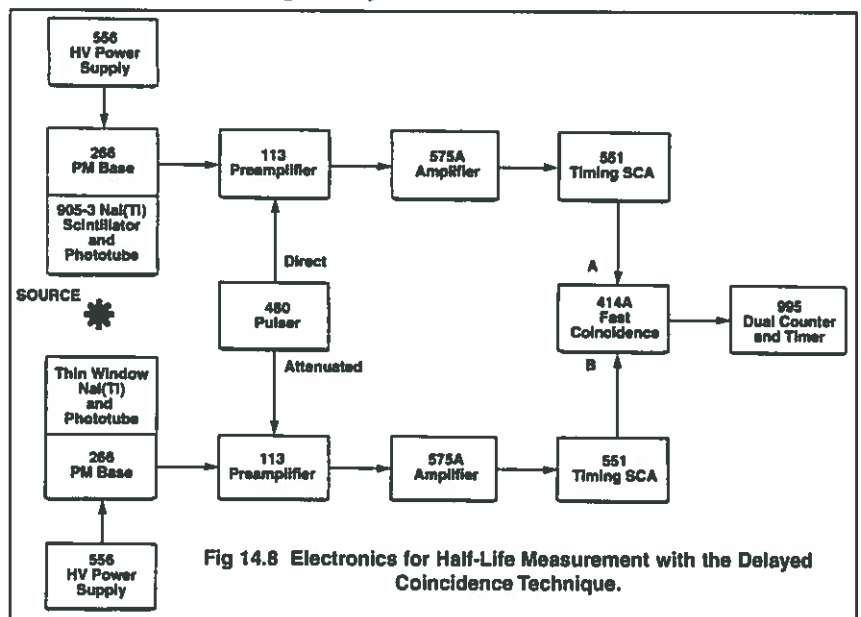 556
HV Power
Supply
266
PM Base
113
Preamplifier
575A
Amplifier
551
Timing SCA
905-3 NaI(Tl)
Scintillator
and
Phototube
Direct
A
SOURCE
480
Pulser
414A
Fast
Coincidence
995
Dual Counter
and Timer
Attenuated
B
Thin Window
NaI(Tl)
and
Phototube
266
PM Base
113
Preamplifier
575A
Amplifier
551
Timing SCA
556
HV Power
Supply
Fig 14.8 Electronics for Half-Life Measurement with the Delayed
Coincidence Technique.